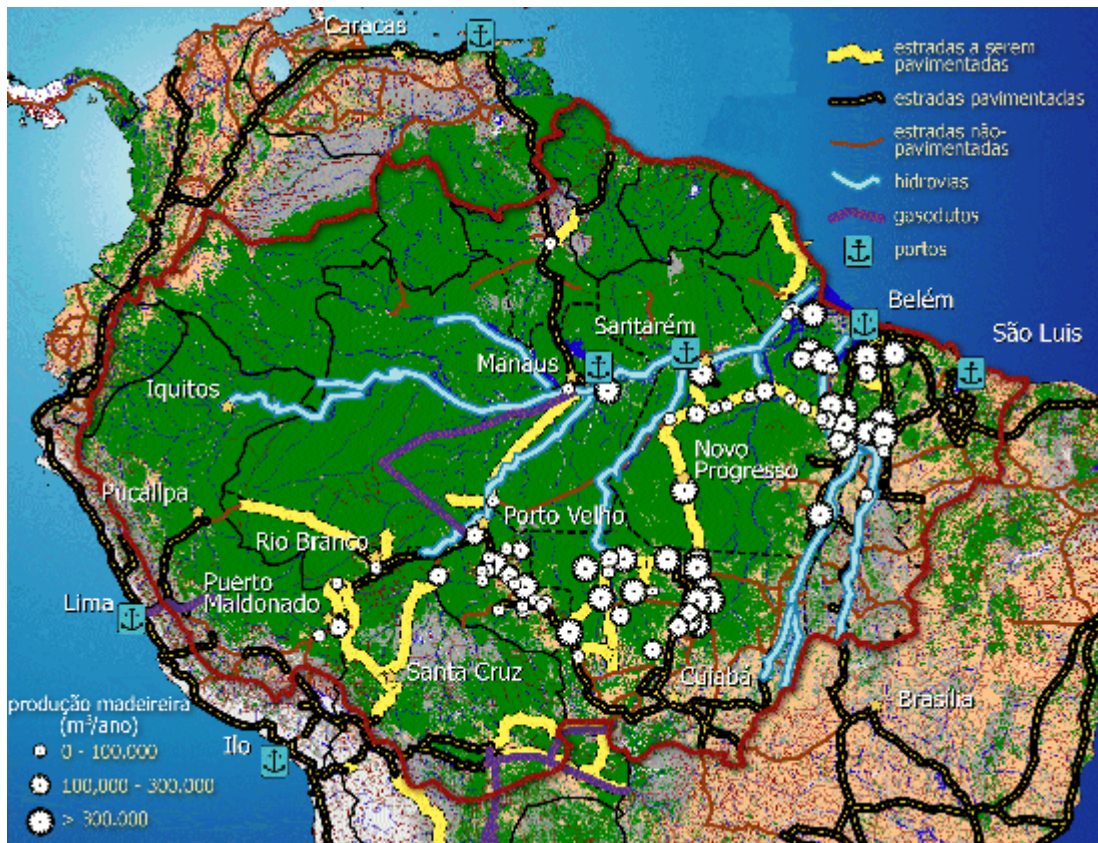 Caracas
estradas a serem
pavimentadas
estradas pavimentadas
estradas não-
pavimentadas
hidrovias
gasodutos
portos
Belém
Santarém
São Luis
Manaus
Iquitos
Novo
Progresso
Pucallpa
Porto Velho
Rio Branco
Puerto
Maldonado
Lima
Santa Cruz
Cuiabá
Brasília
produção madeireira
(m³/ano)
Ilo
0 - 100.000
100,000 - 300.000
> 300.000